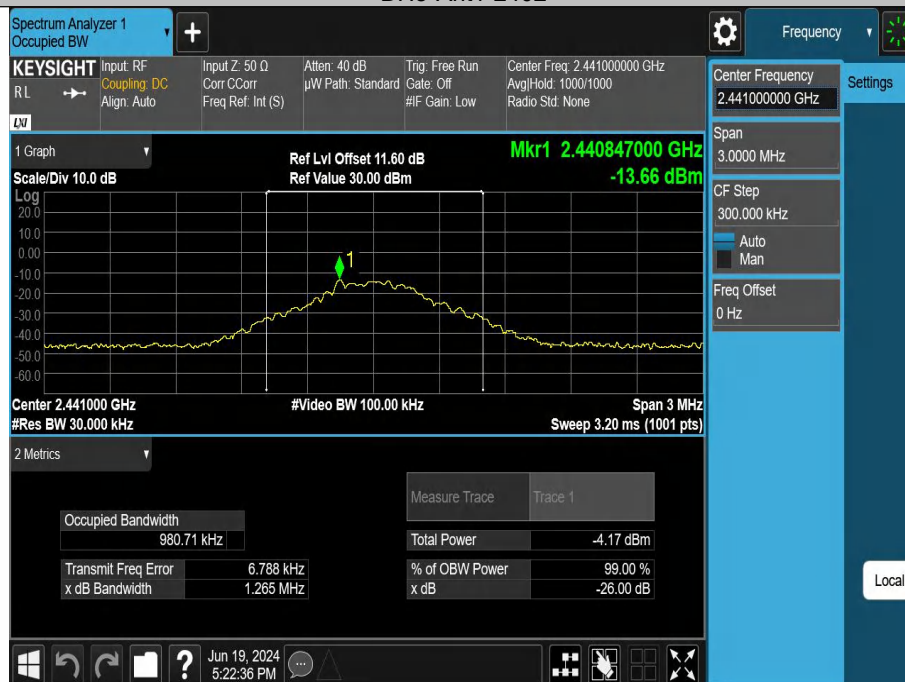 Spectrum Analyzer 1
Occupied BW
+
Frequency
KEYSIGHT
RL
LXI
Input: RF
Coupling: DC
Align: Auto
Input Z: 50 Ω
Corr CCorr
Freq Ref: Int (S)
Atten: 40 dB
µW Path: Standard
Trig: Free Run
Gate: Off
#IF Gain: Low
Center Freq: 2.441000000 GHz
Avg|Hold: 1000/1000
Radio Std: None
Center Frequency
2.441000000 GHz
Settings
Span
3.0000 MHz
CF Step
300.000 kHz
Auto
Man
Freq Offset
0 Hz
1 Graph
Scale/Div 10.0 dB
Ref Lvl Offset 11.60 dB
Ref Value 30.00 dBm
Mkr1 2.440847000 GHz
-13.66 dBm
Log
20.0
10.0
0.00
-10.0
-20.0
-30.0
-40.0
-50.0
-60.0
1
Center 2.441000 GHz
#Res BW 30.000 kHz
#Video BW 100.00 kHz
Span 3 MHz
Sweep 3.20 ms (1001 pts)
2 Metrics
Measure Trace Trace 1
Occupied Bandwidth
980.71 kHz
Total Power -4.17 dBm
Transmit Freq Error 6.788 kHz
% of OBW Power 99.00 %
x dB Bandwidth 1.265 MHz
x dB -26.00 dB
Local
?
Jun 19, 2024
5:22:36 PM